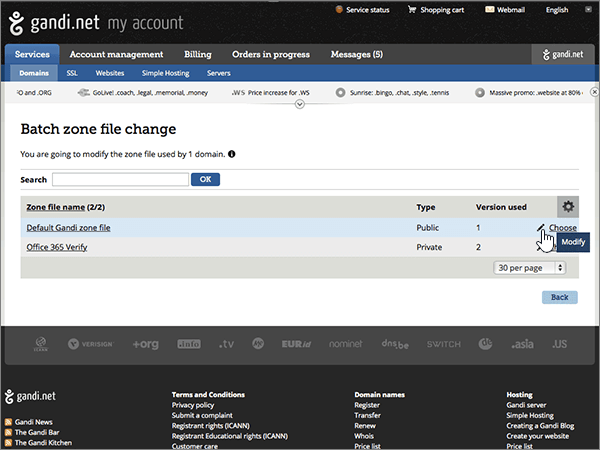 gandi.net my account
Service status Shopping cart Webmail English
Services Account management Billing Orders in progress Messages (5) gandi.net
Domains SSL Websites Simple Hosting Servers
FO and .ORG GoLive! .coach, .legal, .memorial, .money .WS Price increase for .WS Sunrise: .bingo, .chat, .style, .tennis Massive promo: .website at 80%
Batch zone file change
You are going to modify the zone file used by 1 domain.
Search OK
Zone file name (2/2) Type Version used
Default Gandi zone file Public 1 Choose
Modify
Office 365 Verify Private 2
30 per page
Back
ICANN VERISIGN +org .Info .tv EURid nominet dns.be SWITCH .asia .US
gandi.net
Gandi News
The Gandi Bar
The Gandi Kitchen
Terms and Conditions
Privacy policy
Submit a complaint
Registrant rights (ICANN)
Registrant Educational rights (ICANN)
Customer care
Domain names
Register
Transfer
Renew
Whois
Price list
Hosting
Gandi server
Simple Hosting
Creating a Gandi Blog
Create your website
Price list